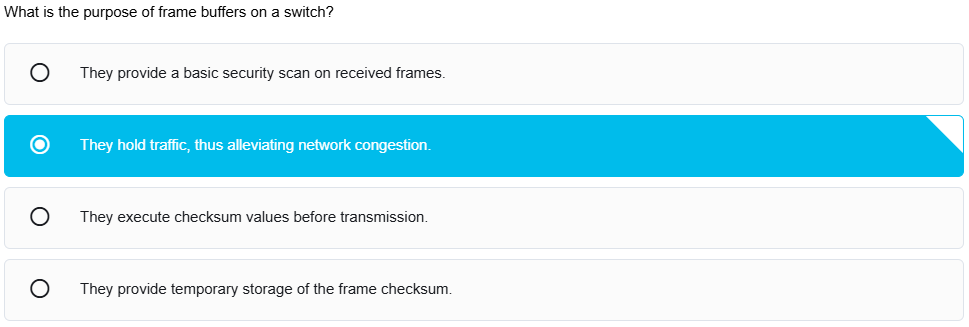 What is the purpose of frame buffers on a switch?
They provide a basic security scan on received frames.
They hold traffic, thus alleviating network congestion.
They execute checksum values before transmission.
They provide temporary storage of the frame checksum.